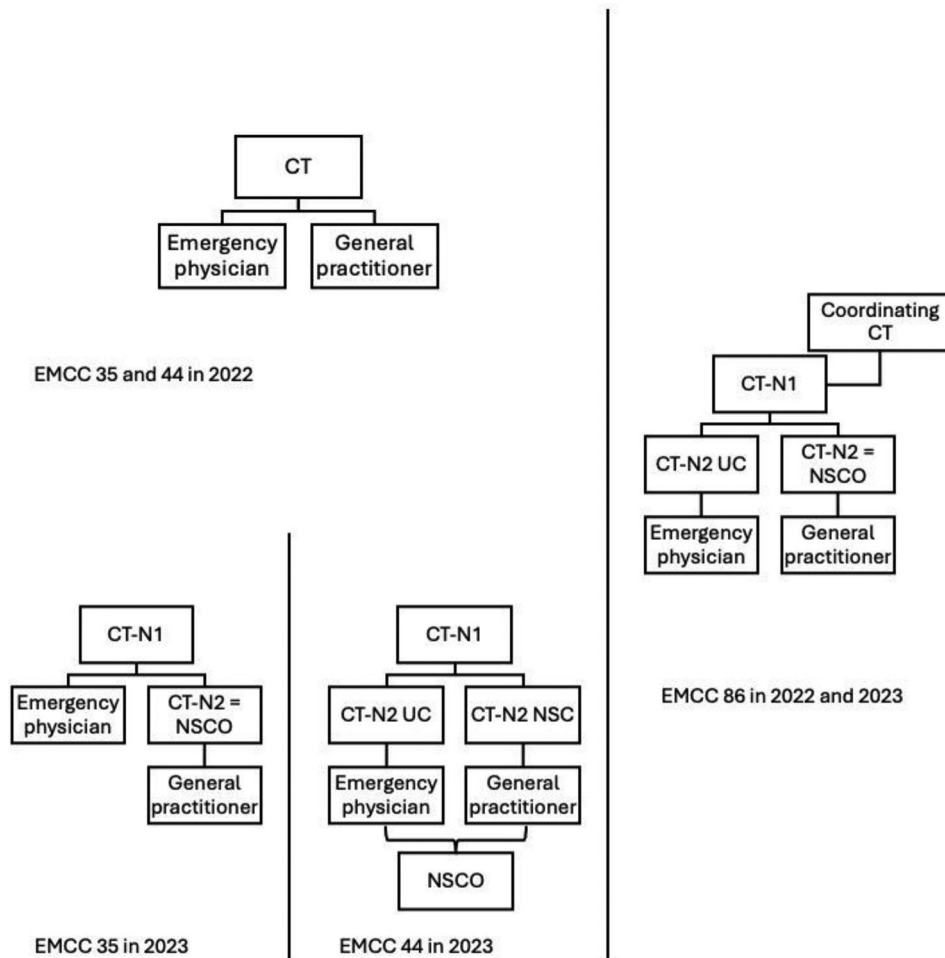 CT
Emergency
physician
General
practitioner
EMCC 35 and 44 in 2022
CT-N1
Emergency
physician
CT-N2 =
NSCO
General
practitioner
EMCC 35 in 2023
CT-N1
CT-N2 UC
CT-N2 NSC
Emergency
physician
General
practitioner
NSCO
EMCC 44 in 2023
Coordinating
CT
CT-N1
CT-N2 UC
CT-N2 =
NSCO
Emergency
physician
General
practitioner
EMCC 86 in 2022 and 2023